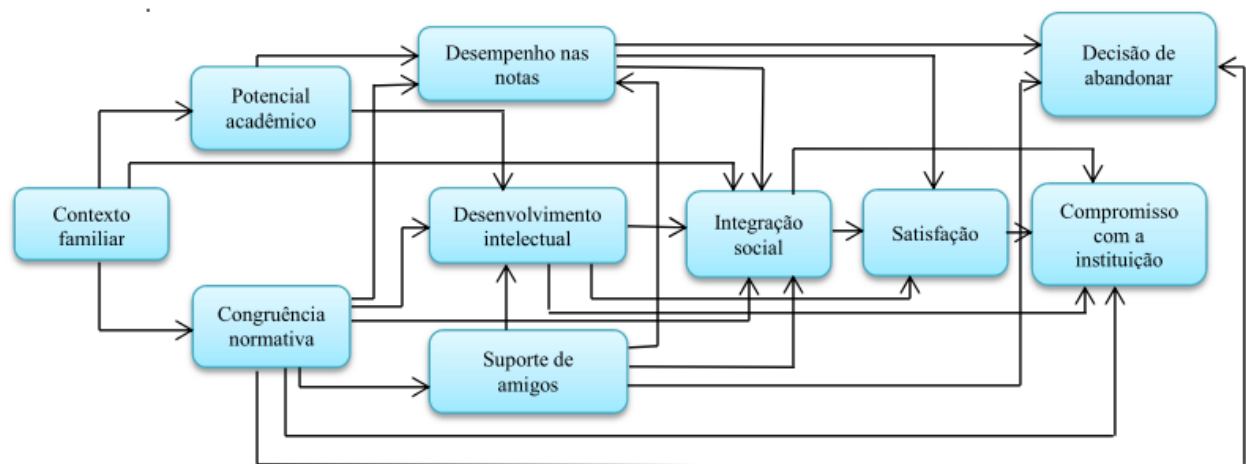 Desempenho nas
notas
Decisão de
abandonar
Potencial
acadêmico
Contexto
familiar
Desenvolvimento
intelectual
Integração
social
Satisfação
Compromisso
com a
instituição
Congruência
normativa
Suporte de
amigos